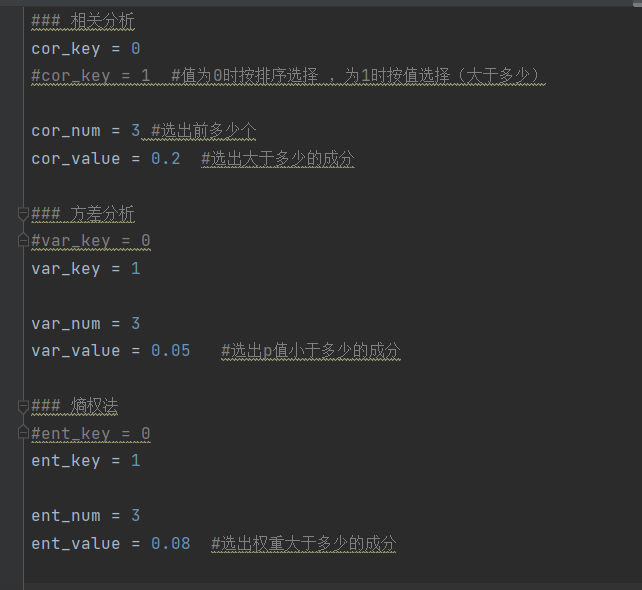 ### 相关分析
cor_key = 0
#cor_key = 1  #值为0时按排序选择 ，为1时按值选择（大于多少）
cor_num = 3 #选出前多少个
cor_value = 0.2  #选出大于多少的成分
### 方差分析
#var_key = 0
var_key = 1
var_num = 3
var_value = 0.05   #选出p值小于多少的成分
### 熵权法
#ent_key = 0
ent_key = 1
ent_num = 3
ent_value = 0.08  #选出权重大于多少的成分